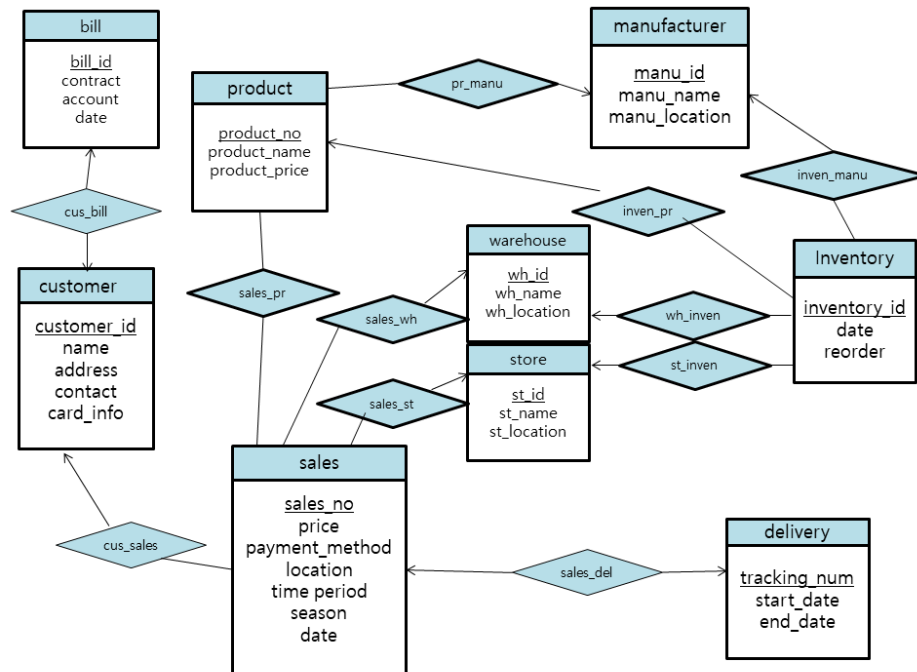 bill
bill_id
contract
account
date
manufacturer
manu_id
manu_name
manu_location
product
product_no
product_name
product_price
pr_manu
cus_bill
inven_manu
inven_pr
customer
customer_id
name
address
contact
card_info
sales_pr
warehouse
wh_id
wh_name
wh_location
sales_wh
wh_inven
Inventory
inventory_id
date
reorder
store
st_id
st_name
st_location
sales_st
st_inven
sales
sales_no
price
payment_method
location
time period
season
date
cus_sales
sales_del
delivery
tracking_num
start_date
end_date